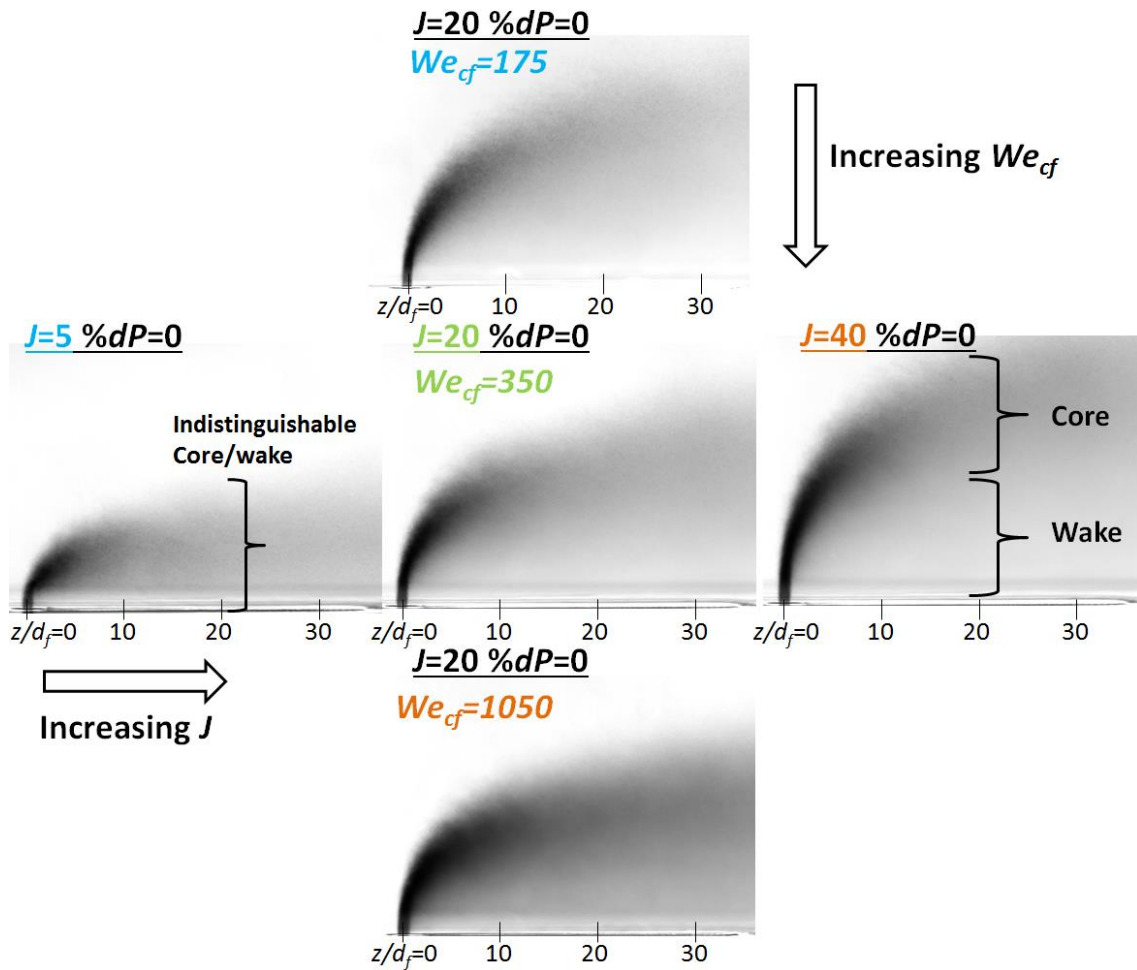 J=20 %dP=0
We_cf=175
Increasing We_cf
z/d_f=0 10 20 30
J=5 %dP=0
J=20 %dP=0
J=40 %dP=0
We_cf=350
Indistinguishable
Core/wake
Core
Wake
z/d_f=0 10 20 30
z/d_f=0 10 20 30
z/d_f=0 10 20 30
Increasing J
J=20 %dP=0
We_cf=1050
z/d_f=0 10 20 30